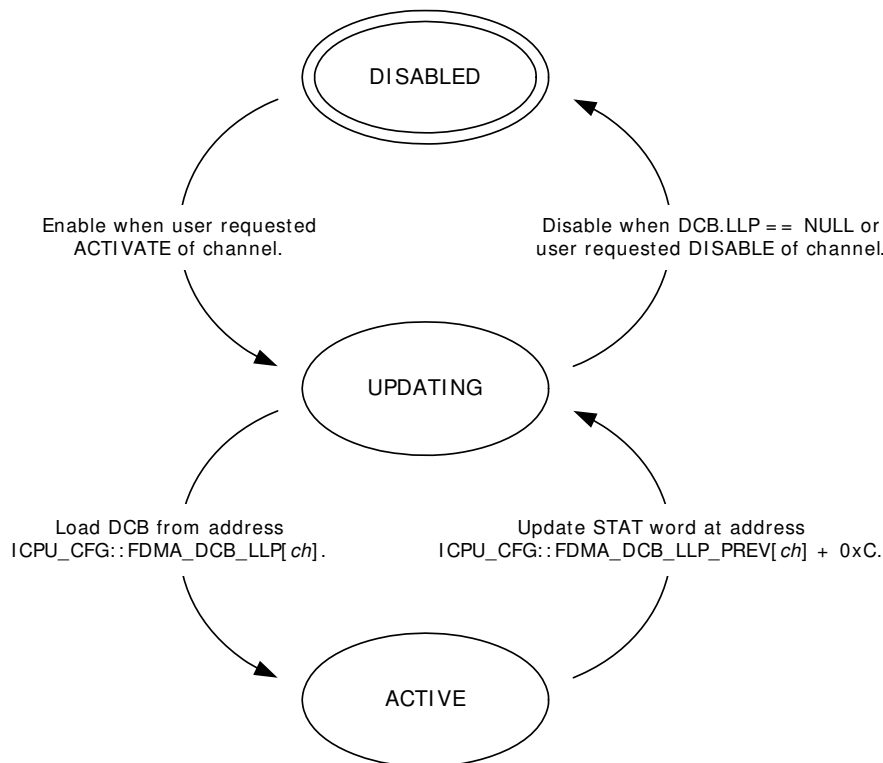 DISABLED
Enable when user requested
ACTIVATE of channel.
Disable when DCB.LLP == NULL or
user requested DISABLE of channel.
UPDATING
Load DCB from address
ICPU_CFG::FDMA_DCB_LLP[ch].
Update STAT word at address
ICPU_CFG::FDMA_DCB_LLP_PREV[ch] + 0xC.
ACTIVE